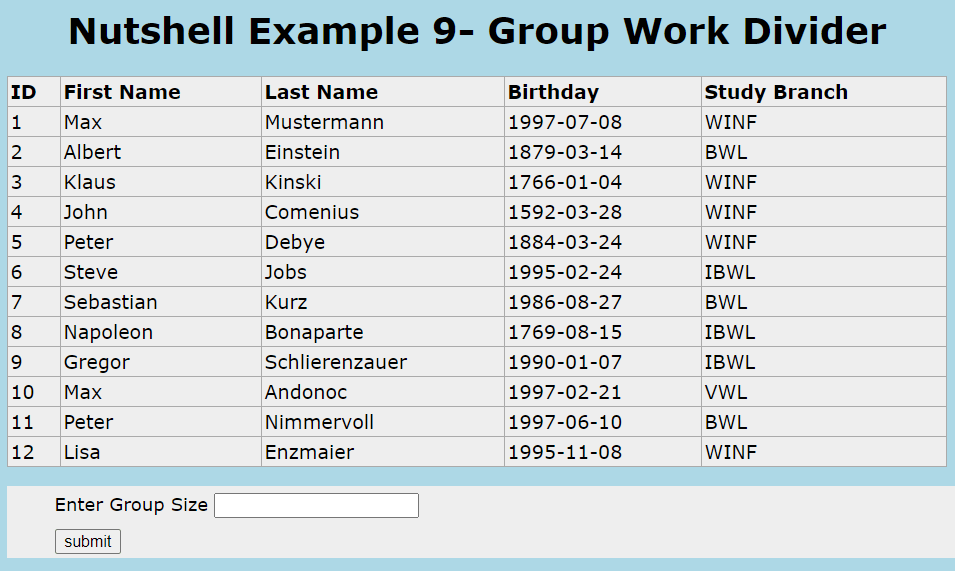 Nutshell Example 9- Group Work Divider
ID First Name Last Name Birthday Study Branch
1 Max Mustermann 1997-07-08 WINF
2 Albert Einstein 1879-03-14 BWL
3 Klaus Kinski 1766-01-04 WINF
4 John Comenius 1592-03-28 WINF
5 Peter Debye 1884-03-24 WINF
6 Steve Jobs 1995-02-24 IBWL
7 Sebastian Kurz 1986-08-27 BWL
8 Napoleon Bonaparte 1769-08-15 IBWL
9 Gregor Schlierenzauer 1990-01-07 IBWL
10 Max Andonoc 1997-02-21 VWL
11 Peter Nimmervoll 1997-06-10 BWL
12 Lisa Enzmaier 1995-11-08 WINF
Enter Group Size
submit